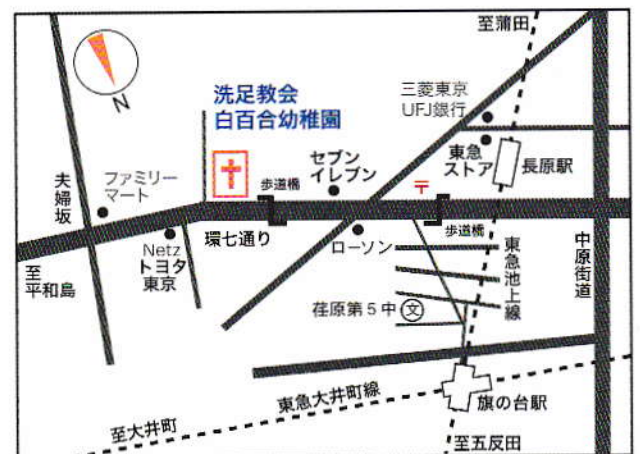 至蒲田
N
洗足教会
白百合幼稚園
三菱東京
UFJ銀行
夫婦坂
ファミリー
マート
歩道橋
セブン
イレブン
〒
東急
ストア
長原駅
Netz
トヨタ
東京
環七通り
ローソン
歩道橋
至
平和島
東急池上線
中原街道
荏原第5中
文
東急大井町線
旗の台駅
至大井町
至五反田